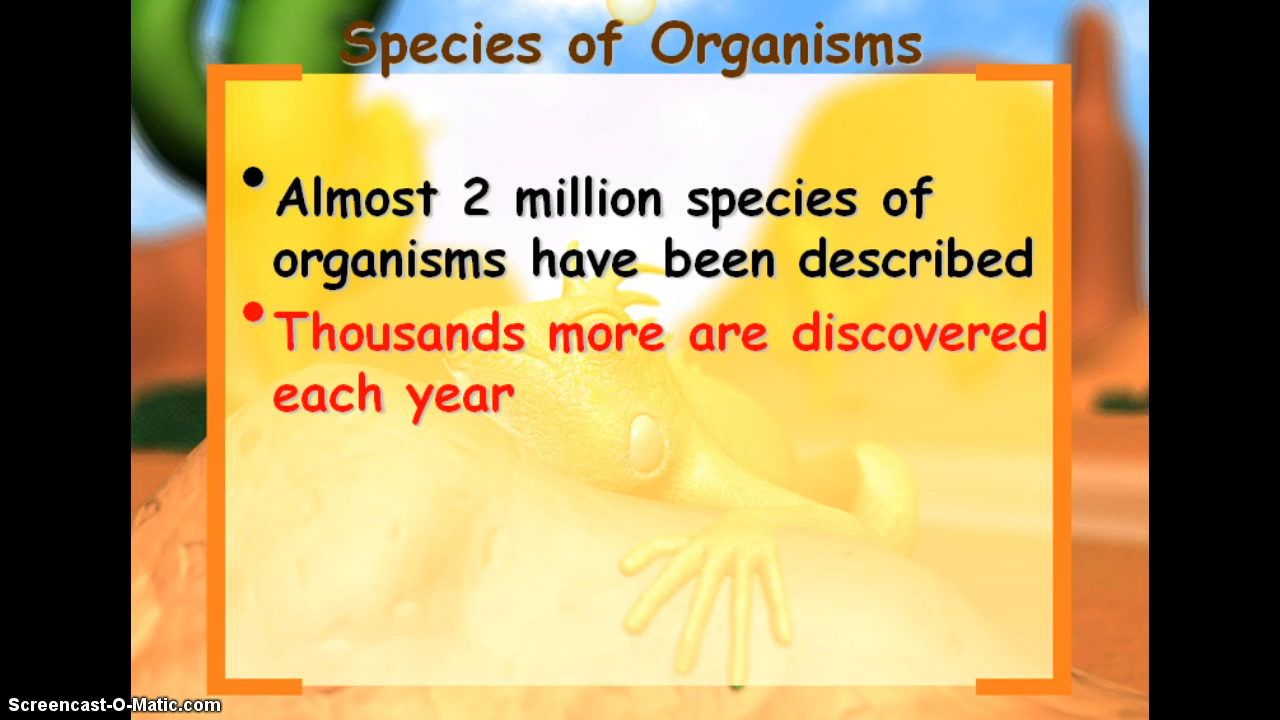 Species of Organisms
• Almost 2 million species of
organisms have been described
• Thousands more are discovered
each year
Screencast-O-Matic.com